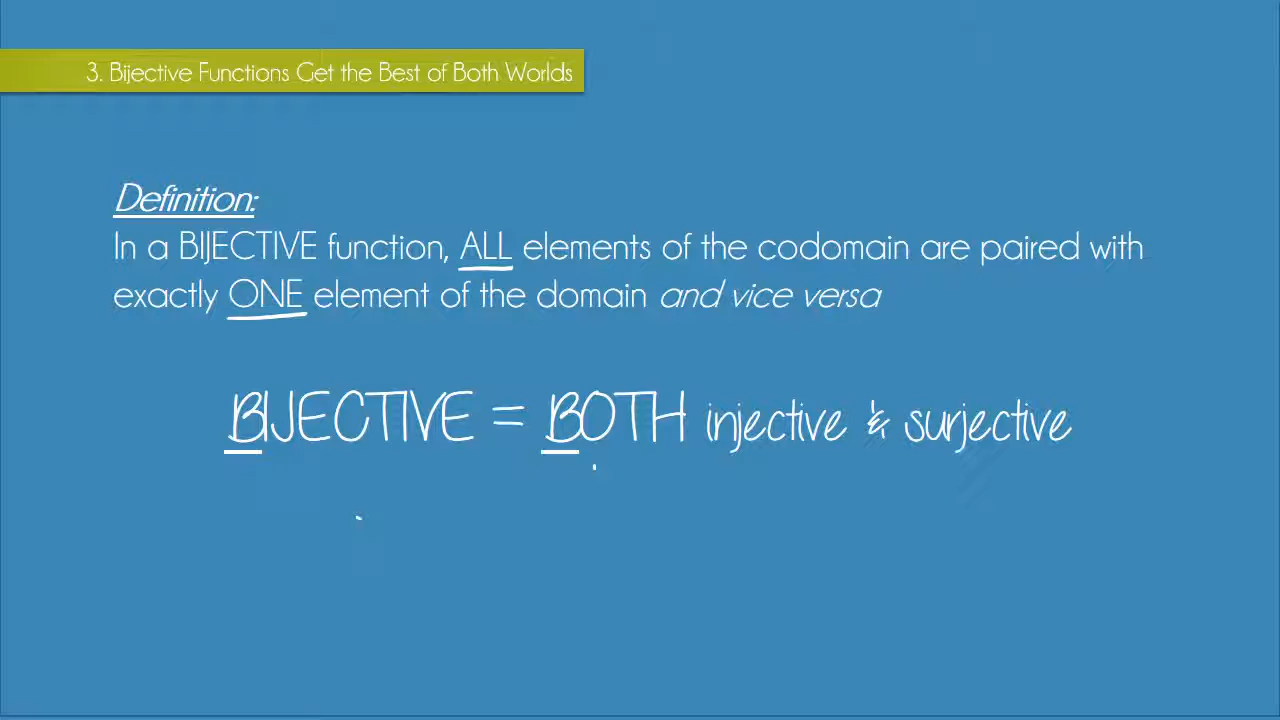 3. Bijective Functions Get the Best of Both Worlds
Definition:
In a BIJECTIVE function, ALL elements of the codomain are paired with
exactly ONE element of the domain and vice versa
BIJECTIVE = BOTH injective & surjective